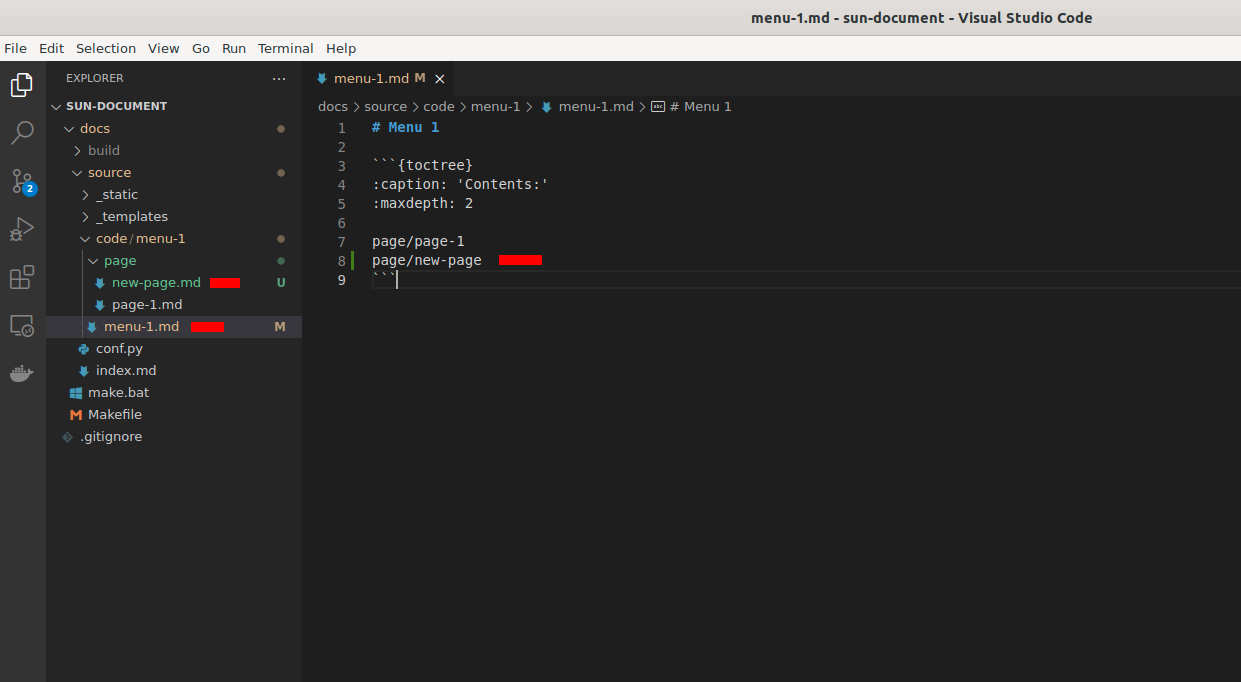 menu-1.md - sun-document - Visual Studio Code
File Edit Selection View Go Run Terminal Help
EXPLORER ...
SUN-DOCUMENT
docs
build
source
_static
_templates
code/menu-1
page
new-page.md U
page-1.md
menu-1.md M
conf.py
index.md
make.bat
M Makefile
.gitignore
2
menu-1.md M ×
docs > source > code > menu-1 > menu-1.md > abc # Menu 1
1 # Menu 1
2
3 ```{toctree}
4 :caption: 'Contents:'
5 :maxdepth: 2
6
7 page/page-1
8 page/new-page
9 ```